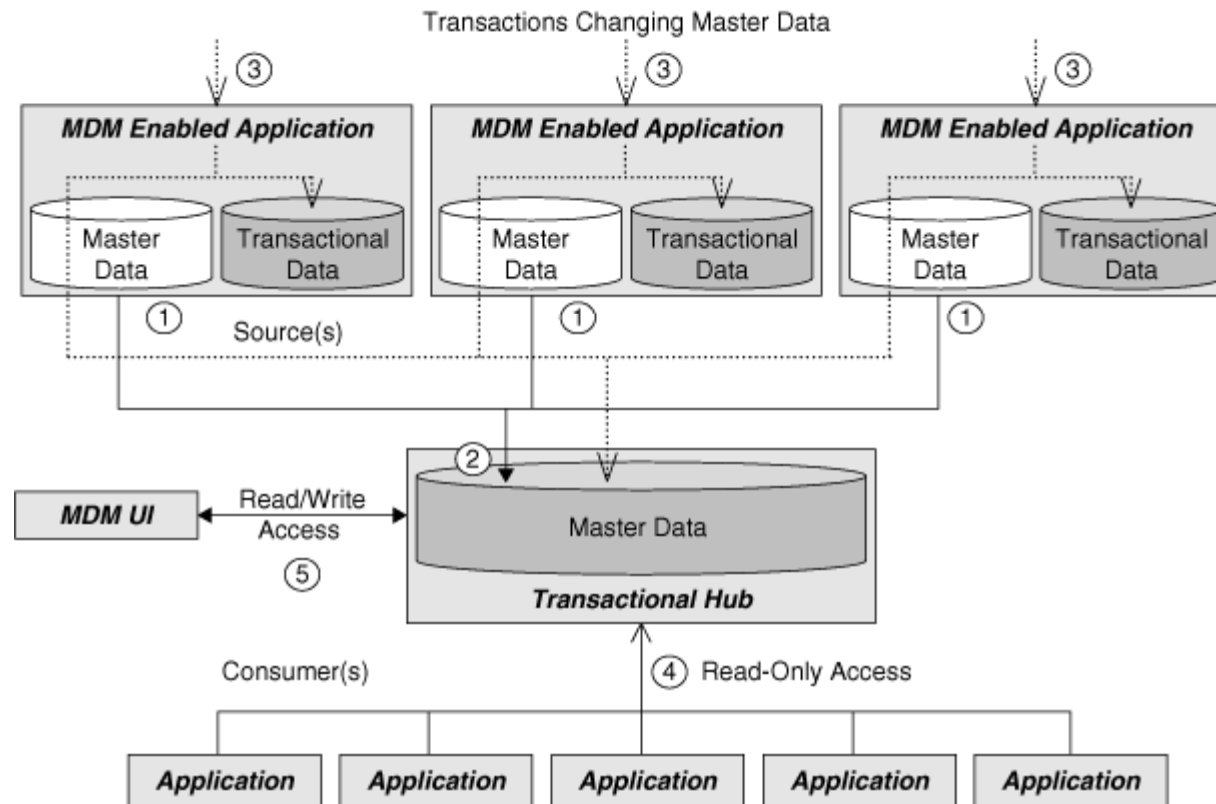 Transactions Changing Master Data
3
3
3
MDM Enabled Application
MDM Enabled Application
MDM Enabled Application
Master
Data
Transactional
Data
Master
Data
Transactional
Data
Master
Data
Transactional
Data
1
1
1
Source(s)
2
MDM UI
Read/Write
Access
5
Master Data
Transactional Hub
Consumer(s)
4
Read-Only Access
Application
Application
Application
Application
Application